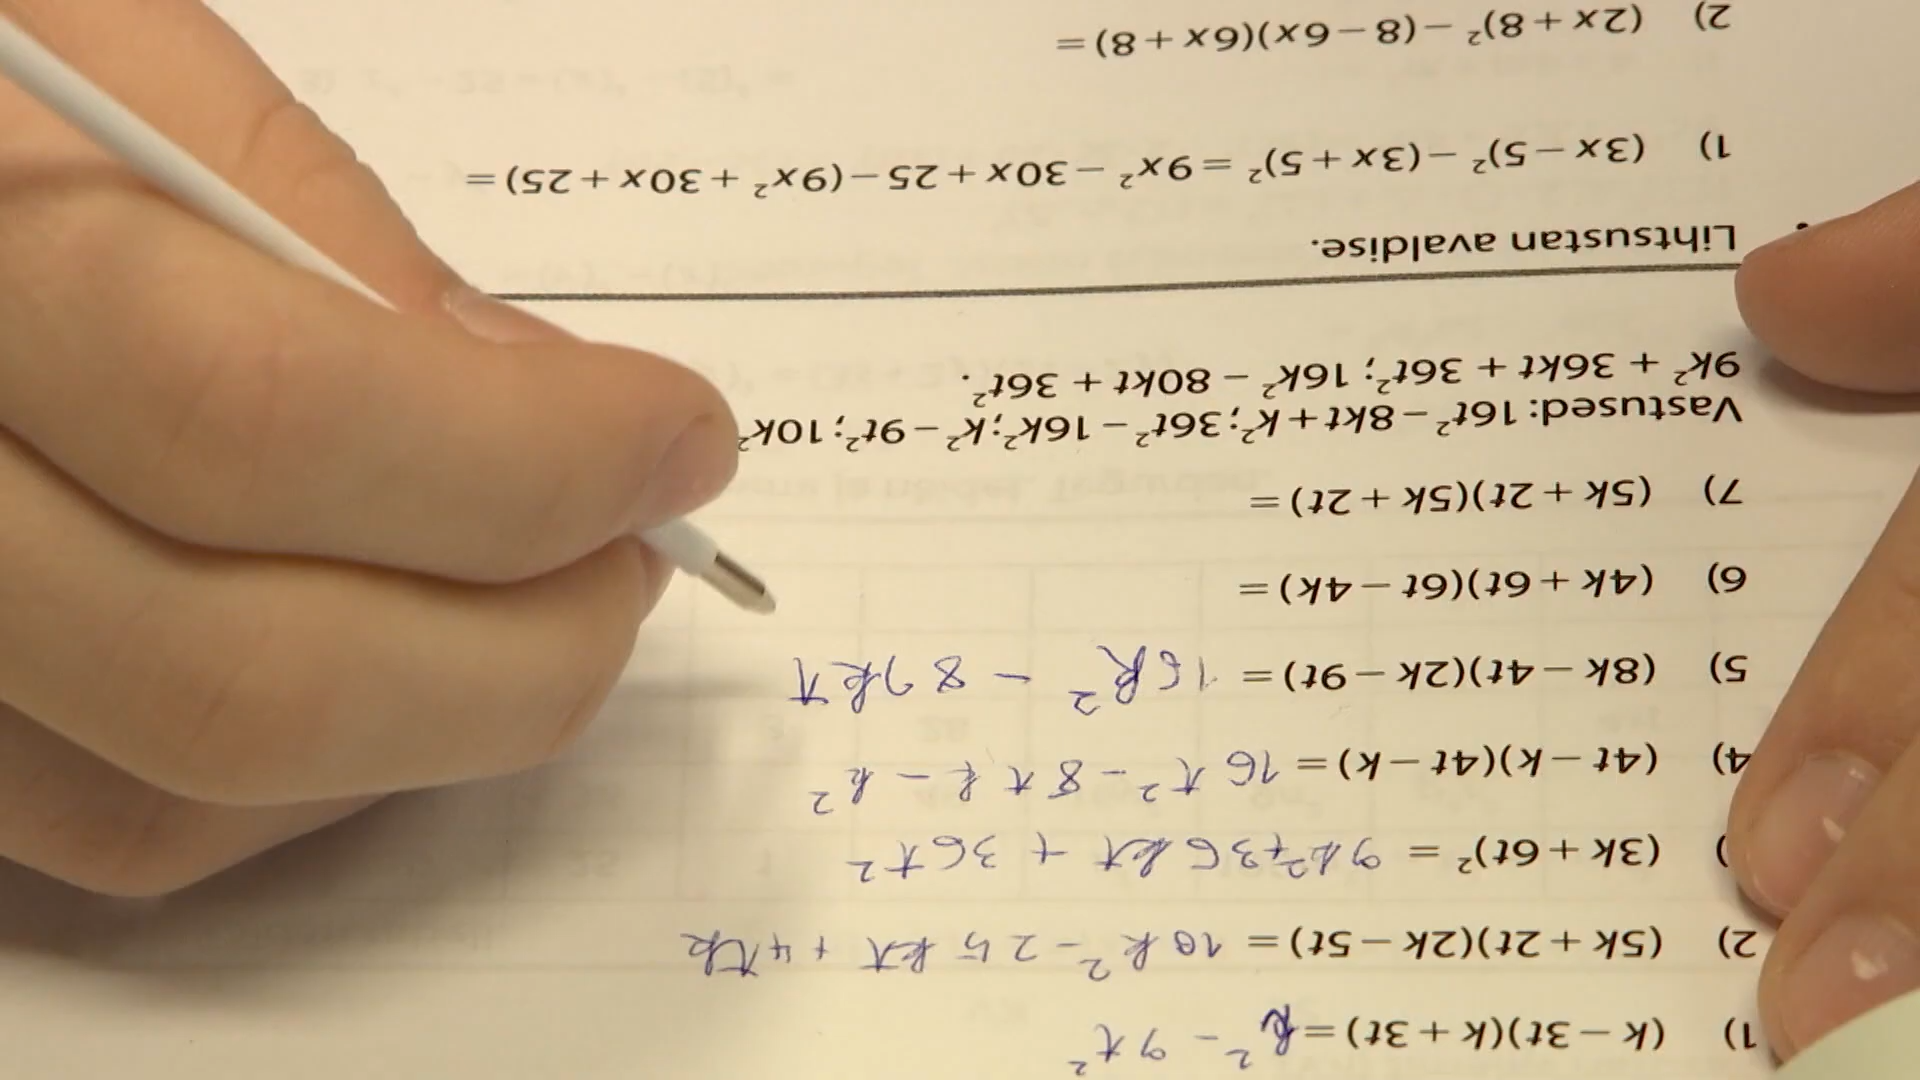 1) (k − 3t)(k + 3t) = k² − 9t²
2) (5k + 2t)(2k − 5t) = 10k² − 25kt + 4tk
) (3k + 6t)² = 9k² + 36kt + 36t²
4) (4t − k)(4t − k) = 16t² − 8tk − k²
5) (8k − 4t)(2k − 9t) = 16k² − 8 kt
6) (4k + 6t)(6t − 4k) =
7) (5k + 2t)(5k + 2t) =
Vastused: 16t² − 8kt + k²; 36t² − 16k²; k² − 9t²; 10k²
9k² + 36kt + 36t²; 16k² − 80kt + 36t².
Lihtsustan avaldise.
1) (3x − 5)² − (3x + 5)² = 9x² − 30x + 25 − (9x² + 30x + 25) =
2) (2x + 8)² − (8 − 6x)(6x + 8) =